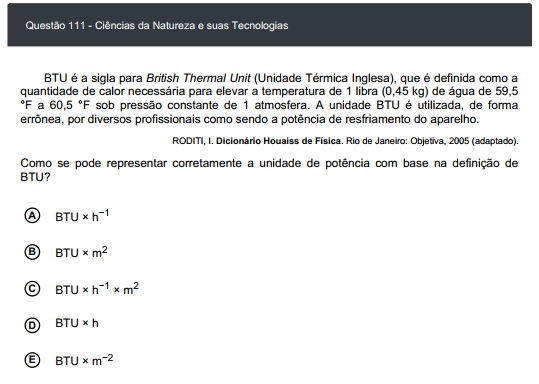 Questão 111 - Ciências da Natureza e suas Tecnologias
BTU é a sigla para British Thermal Unit (Unidade Térmica Inglesa), que é definida como a
quantidade de calor necessária para elevar a temperatura de 1 libra (0,45 kg) de água de 59,5
°F a 60,5 °F sob pressão constante de 1 atmosfera. A unidade BTU é utilizada, de forma
errônea, por diversos profissionais como sendo a potência de resfriamento do aparelho.
RODITI, I. Dicionário Houaiss de Física. Rio de Janeiro: Objetiva, 2005 (adaptado).
Como se pode representar corretamente a unidade de potência com base na definição de
BTU?
A BTU × h⁻¹
B BTU × m²
C BTU × h⁻¹ × m²
D BTU × h
E BTU × m⁻²